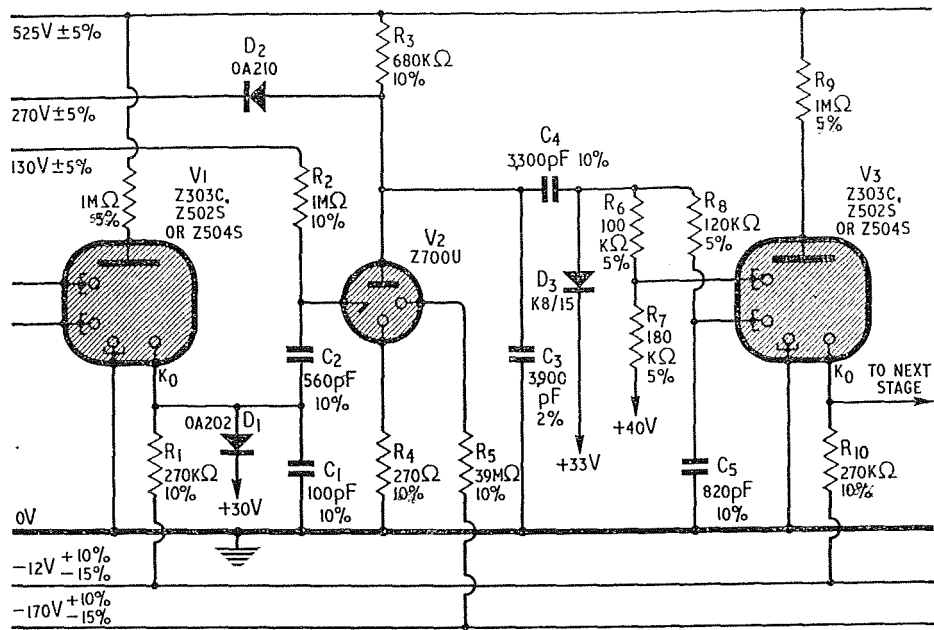 525V ±5%
270V ±5%
130V ±5%
0V
−12V +10% −15%
−170V +10% −15%
1MΩ
5%
V1
Z303C,
Z502S
OR Z504S
K0
R1
270KΩ
10%
D2
OA210
OA202
D1
+30V
R2
1MΩ
10%
C2
560pF
10%
C1
100pF
10%
R3
680KΩ
10%
V2
Z700U
R4
270Ω
10%
R5
39MΩ
10%
C4
3,300pF 10%
C3
3,900
pF
2%
D3
K8/15
+33V
R6
100
KΩ
5%
R7
180
KΩ
5%
+40V
R8
120KΩ
5%
C5
820pF
10%
R9
1MΩ
5%
V3
Z303C,
Z502S
OR Z504S
K0
TO NEXT
STAGE
R10
270KΩ
10%